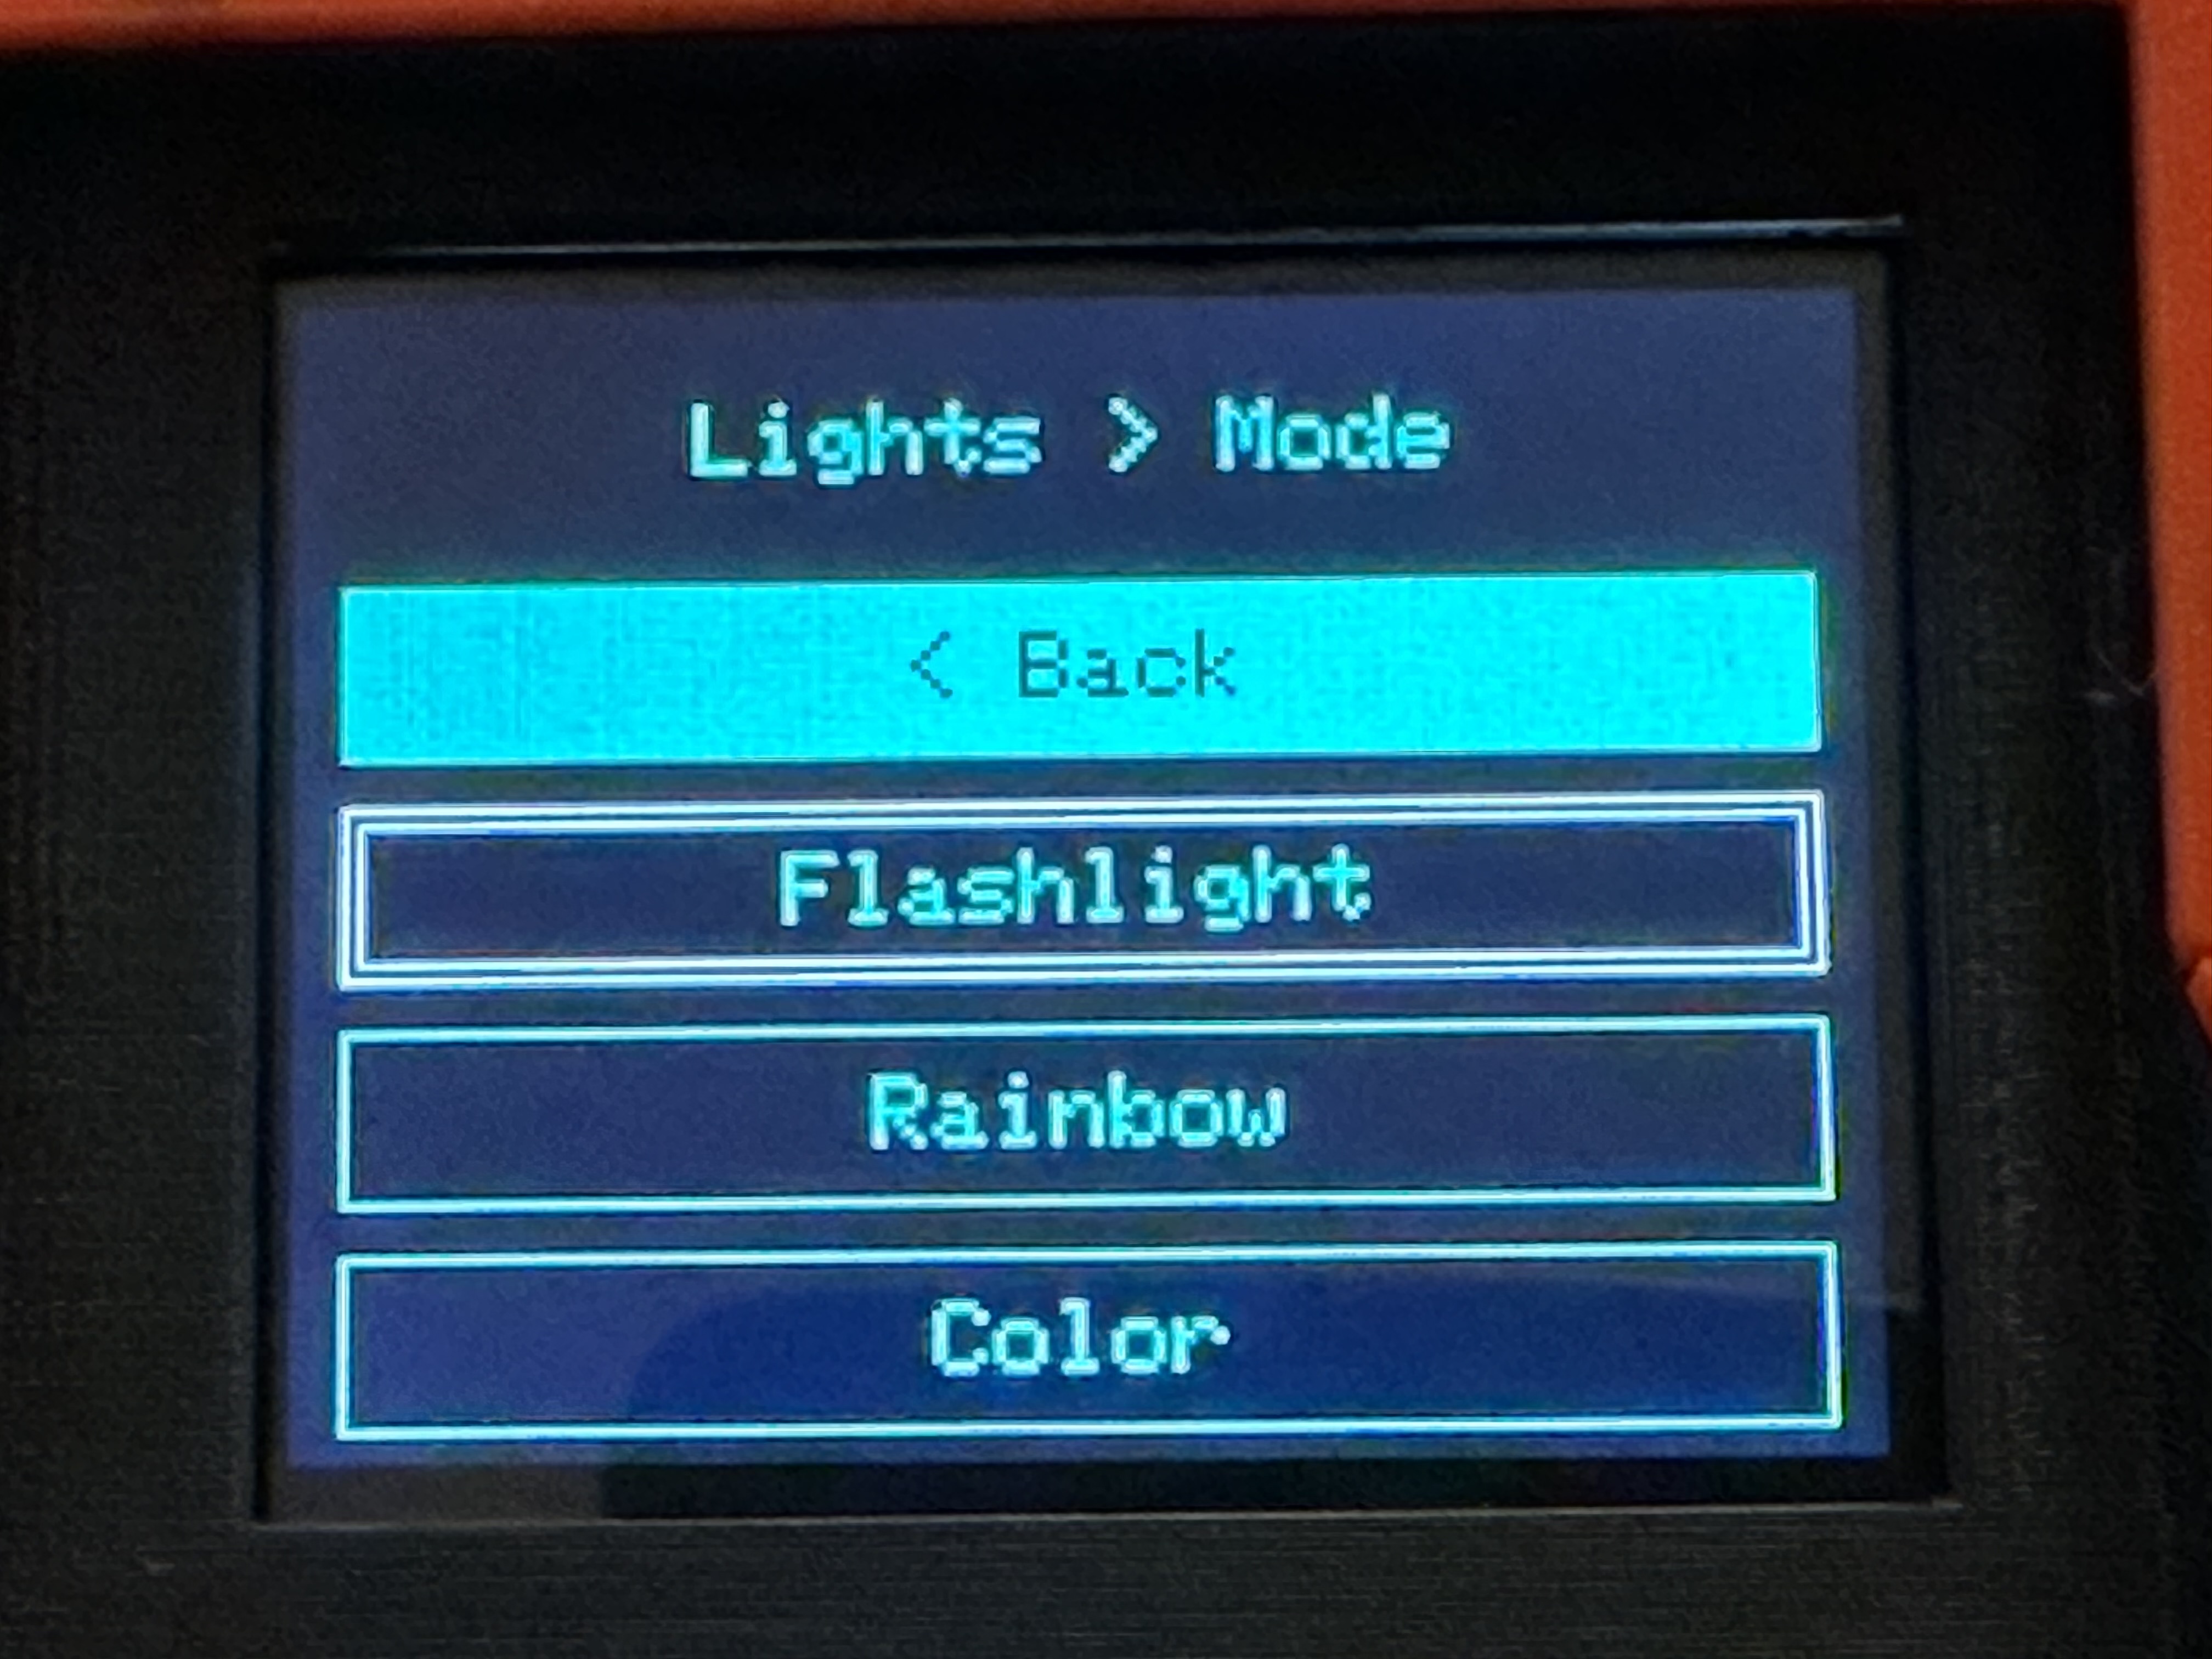 Lights > Mode
< Back
Flashlight
Rainbow
Color